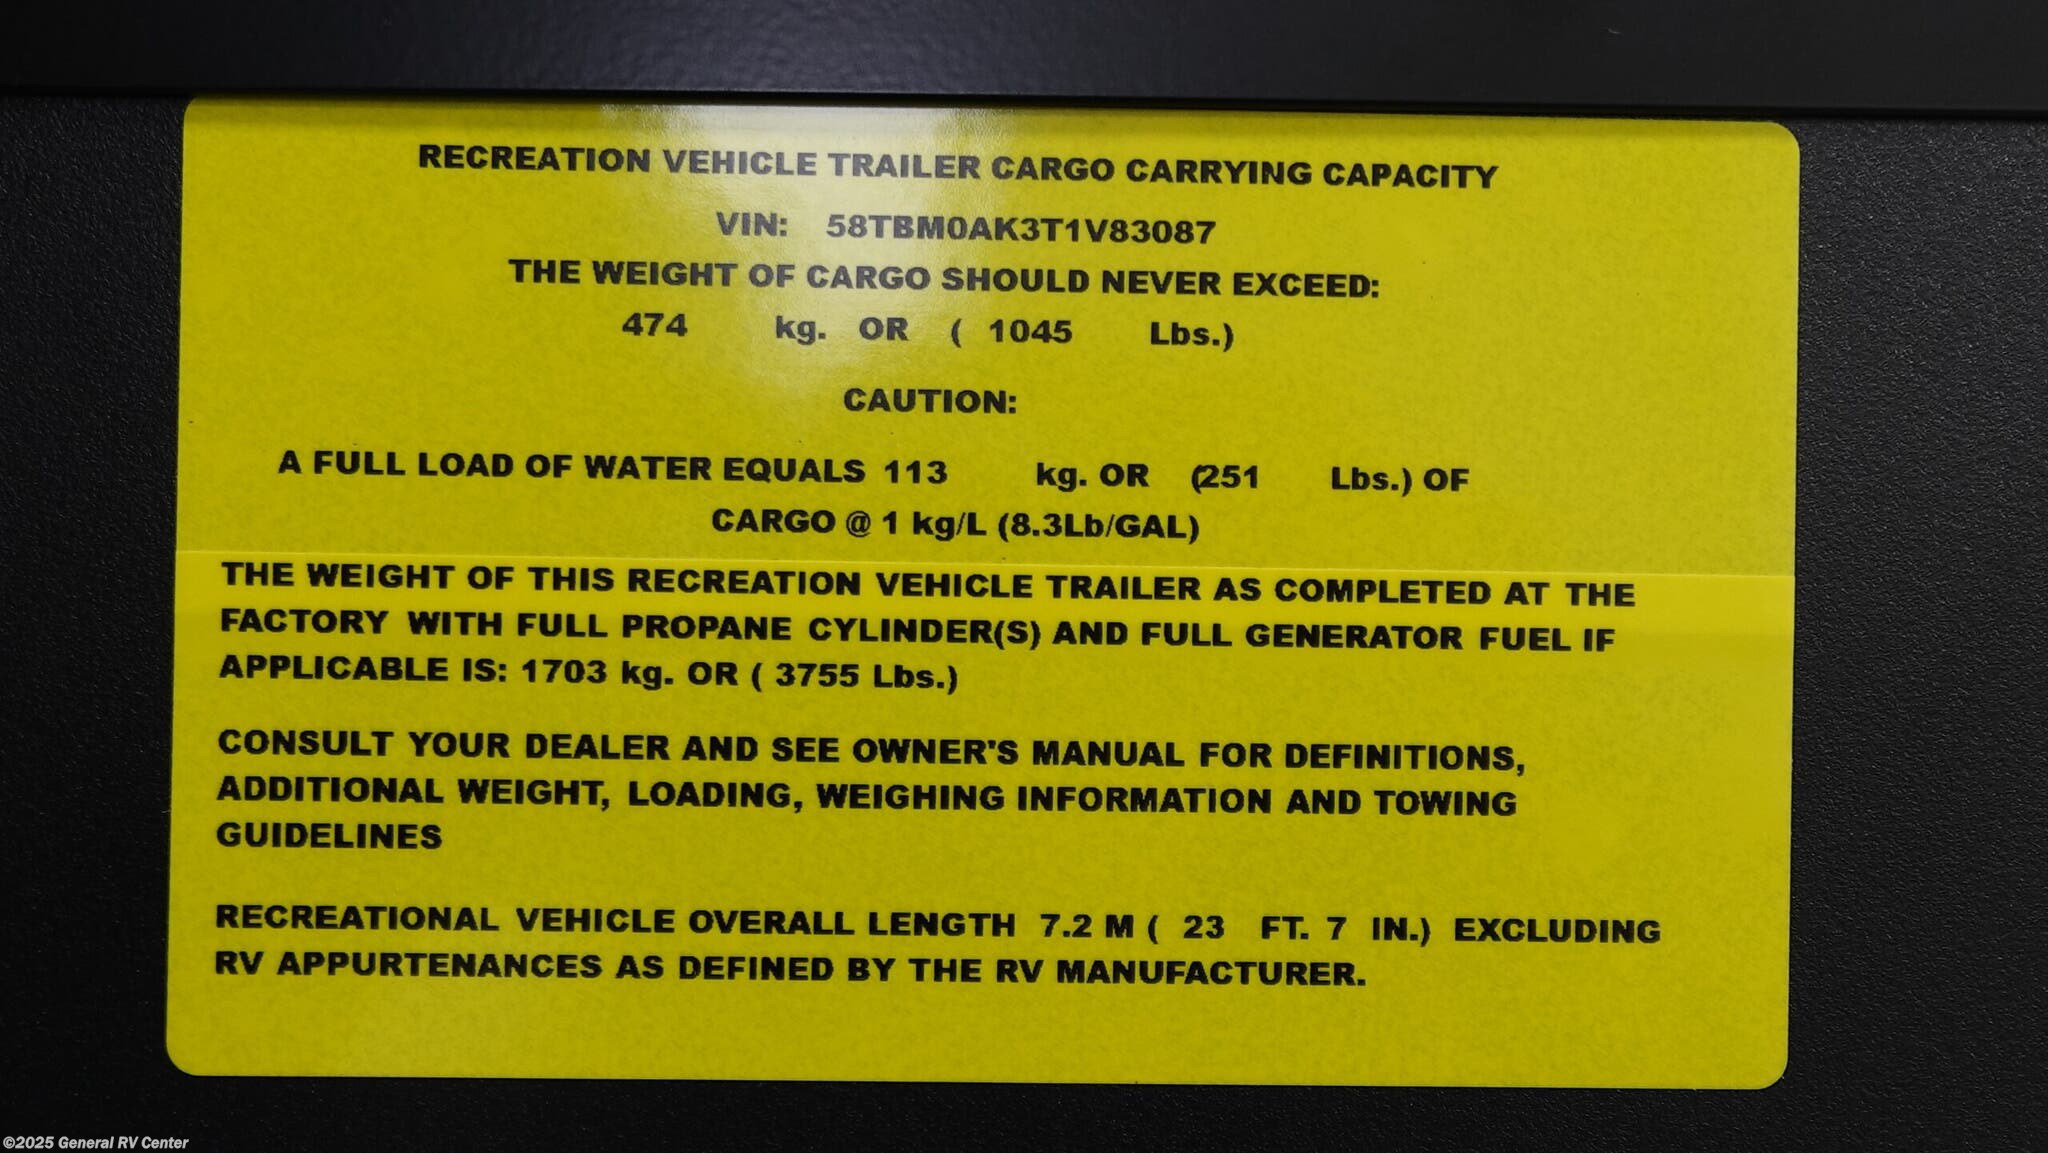 RECREATION VEHICLE TRAILER CARGO CARRYING CAPACITY
VIN: 58TBM0AK3T1V83087
THE WEIGHT OF CARGO SHOULD NEVER EXCEED:
474 kg. OR ( 1045 Lbs.)
CAUTION:
A FULL LOAD OF WATER EQUALS 113 kg. OR (251 Lbs.) OF
CARGO @ 1 kg/L (8.3Lb/GAL)
THE WEIGHT OF THIS RECREATION VEHICLE TRAILER AS COMPLETED AT THE
FACTORY WITH FULL PROPANE CYLINDER(S) AND FULL GENERATOR FUEL IF
APPLICABLE IS: 1703 kg. OR ( 3755 Lbs.)
CONSULT YOUR DEALER AND SEE OWNER'S MANUAL FOR DEFINITIONS,
ADDITIONAL WEIGHT, LOADING, WEIGHING INFORMATION AND TOWING
GUIDELINES
RECREATIONAL VEHICLE OVERALL LENGTH 7.2 M ( 23 FT. 7 IN.) EXCLUDING
RV APPURTENANCES AS DEFINED BY THE RV MANUFACTURER.
©2025 General RV Center